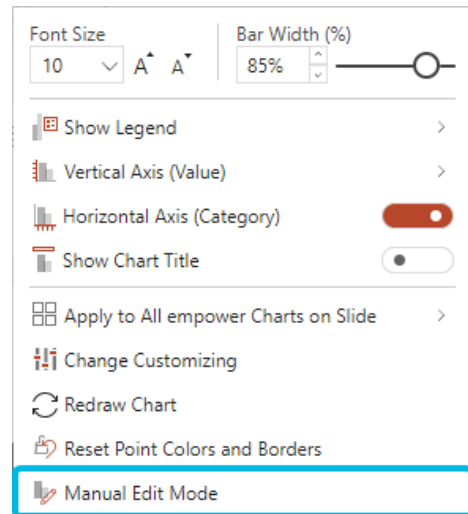 Font Size Bar Width (%)
10 A A 85%
Show Legend
Vertical Axis (Value)
Horizontal Axis (Category)
Show Chart Title
Apply to All empower Charts on Slide
Change Customizing
Redraw Chart
Reset Point Colors and Borders
Manual Edit Mode